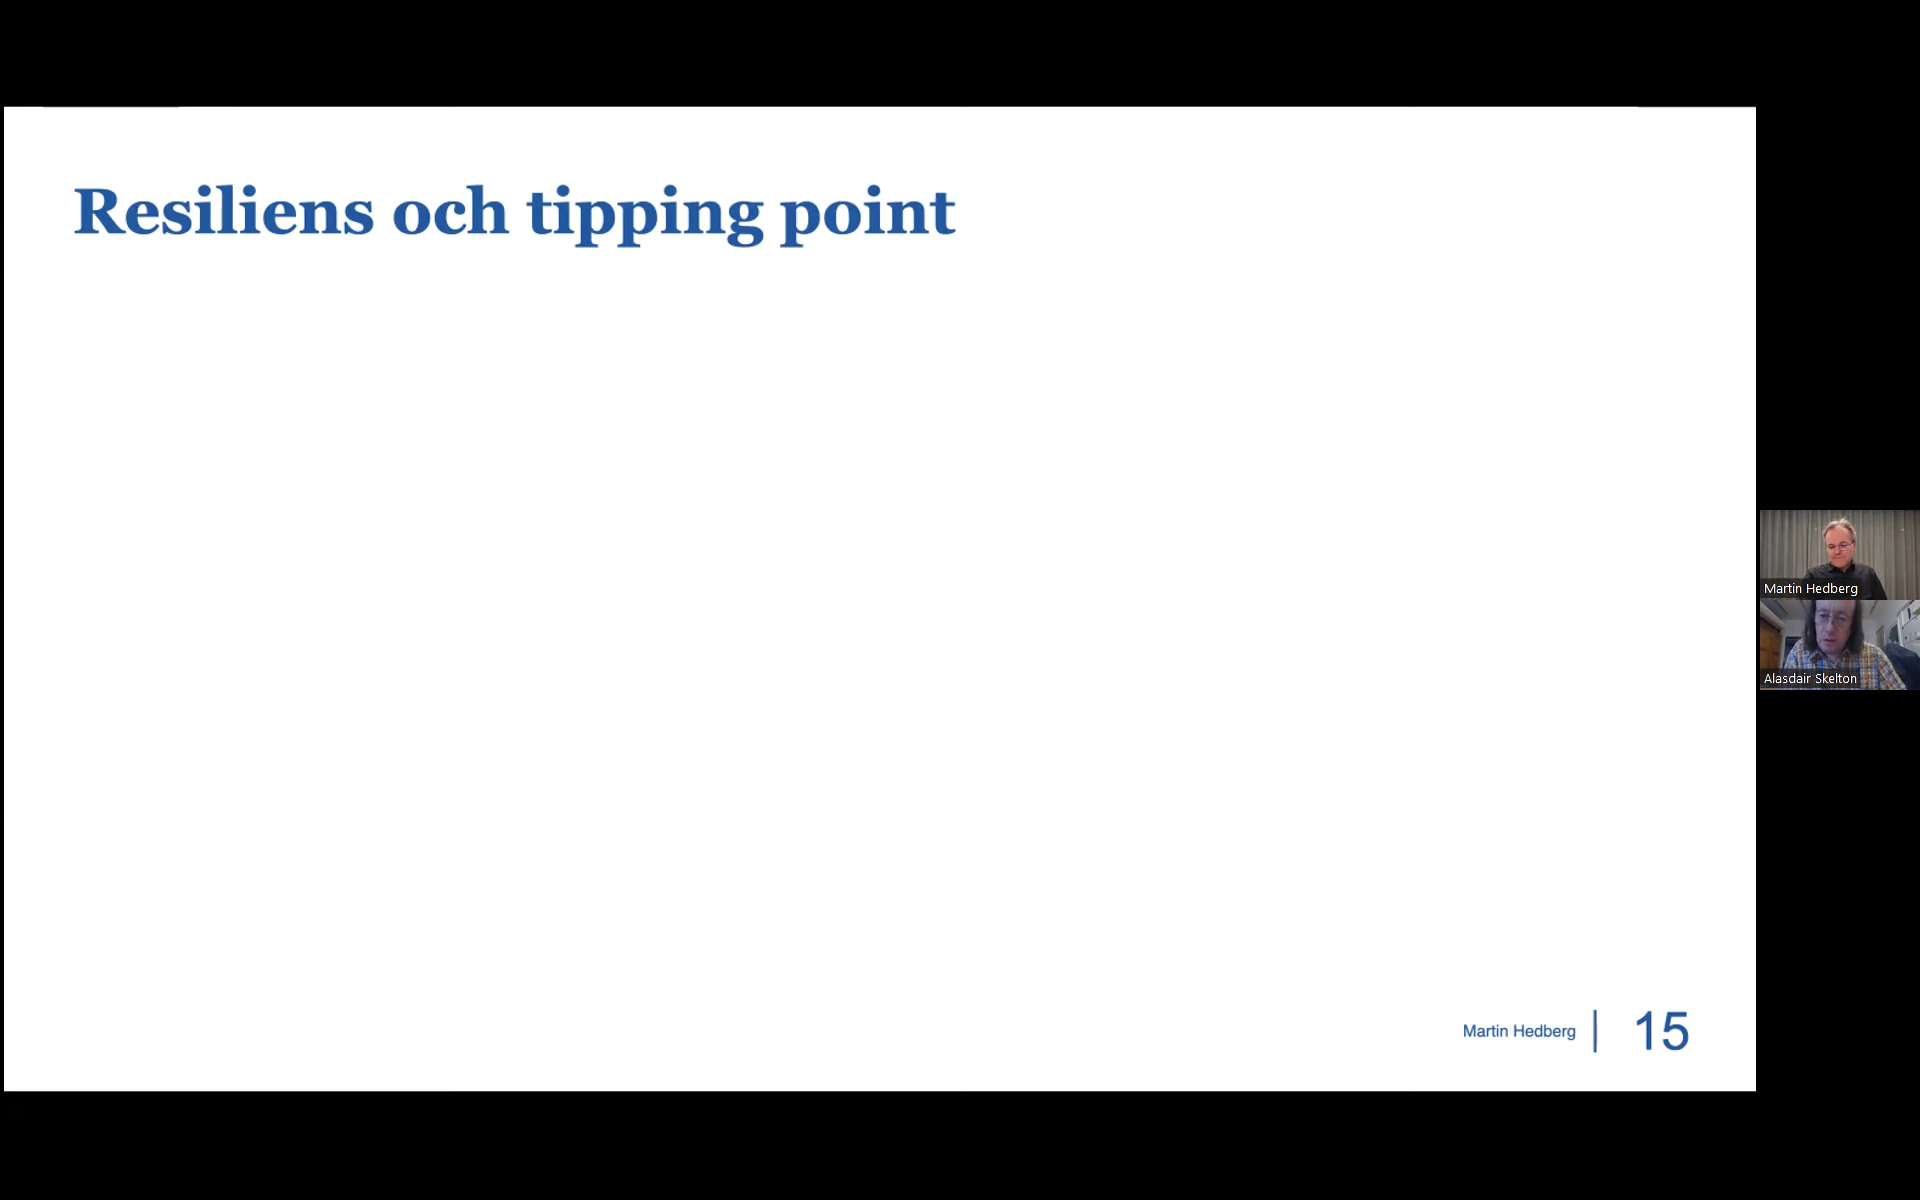 Resiliens och tipping point
Martin Hedberg
Alasdair Skelton
Martin Hedberg
15